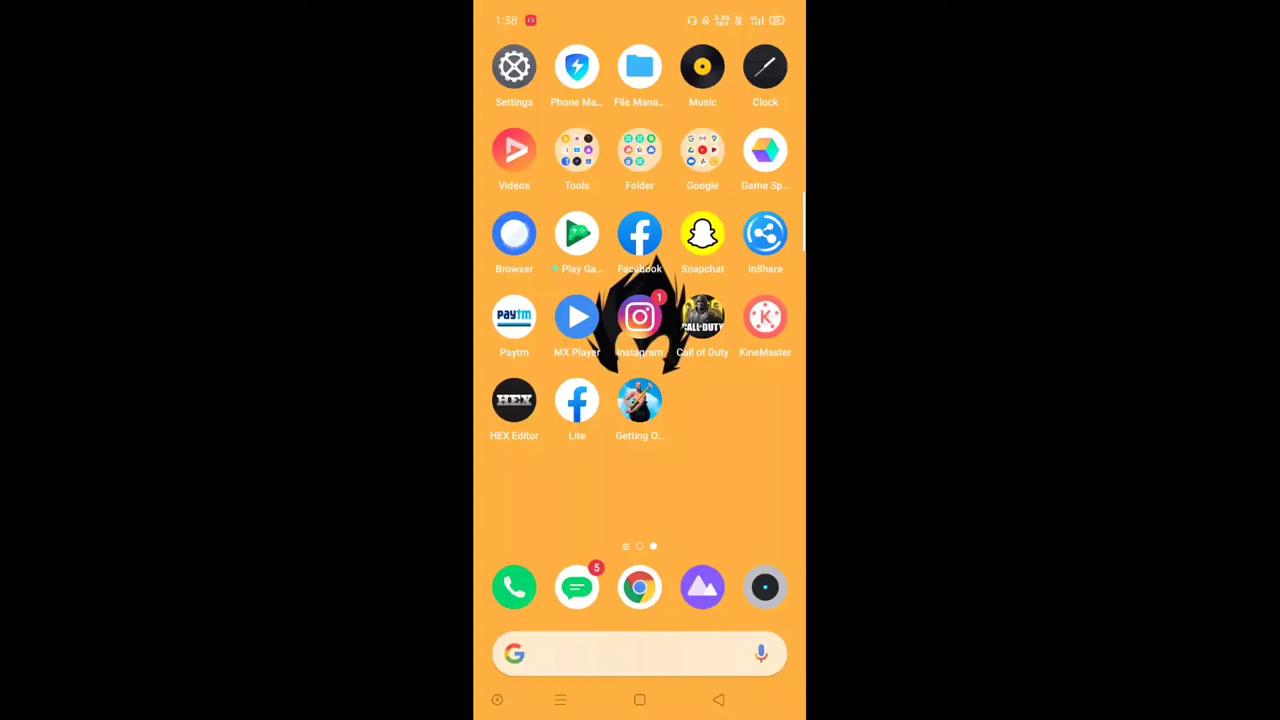 1:38
Settings Phone Ma... File Mana... Music Clock
Videos Tools Folder Google Game Sp...
Browser Play Ga... Facebook Snapchat InShare
paytm
1
CALL OF DUTY
Paytm MX Player Instagram Call of Duty KineMaster
HEX
HEX Editor Lite Getting O...
5